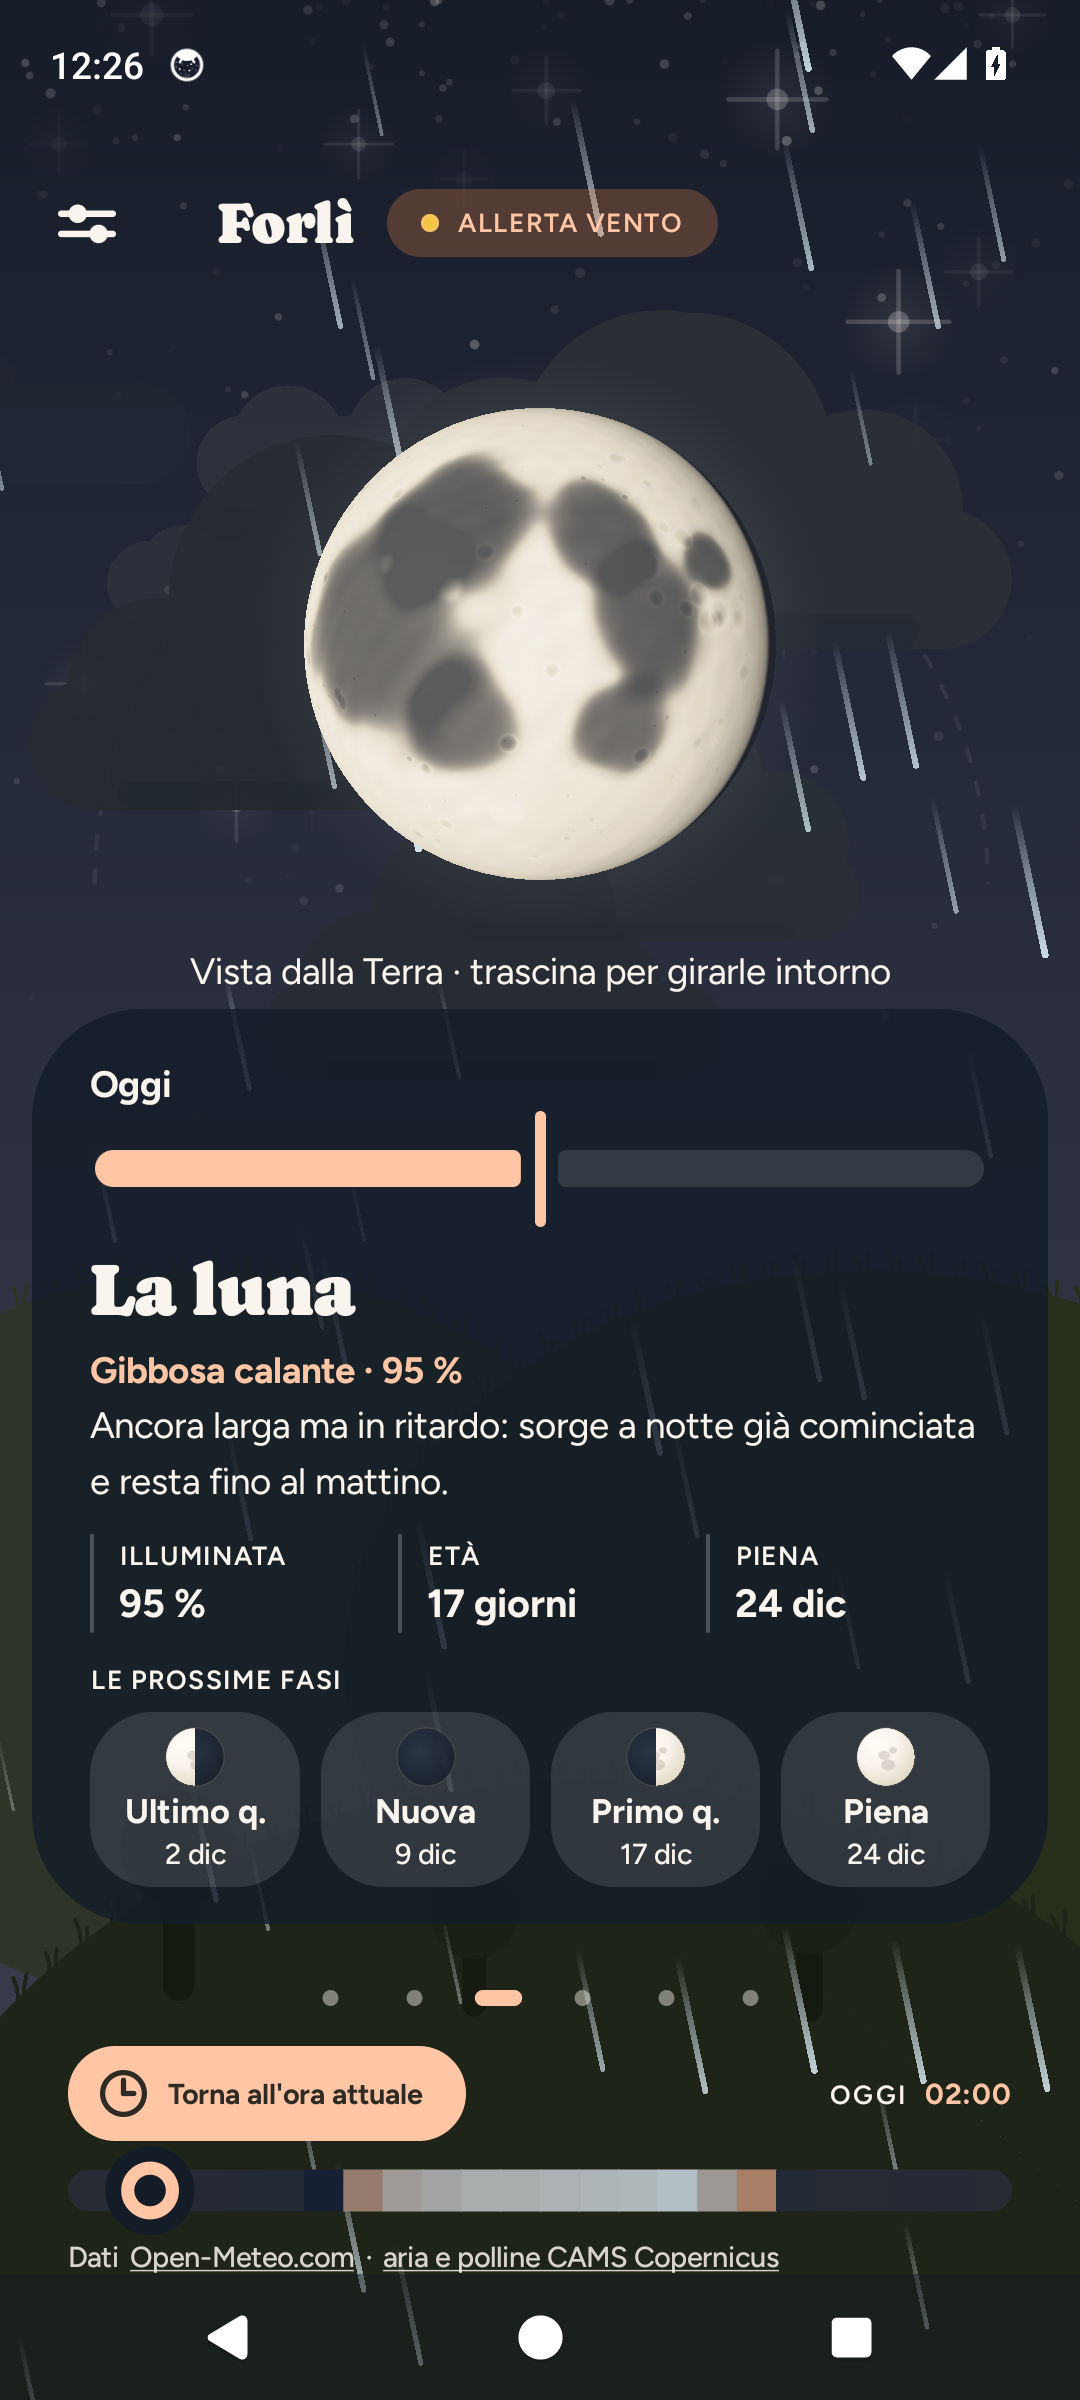 12:26
Forlì
ALLERTA VENTO
Vista dalla Terra · trascina per girarle intorno
Oggi
La luna
Gibbosa calante · 95 %
Ancora larga ma in ritardo: sorge a notte già cominciata
e resta fino al mattino.
ILLUMINATA ETÀ PIENA
95 % 17 giorni 24 dic
LE PROSSIME FASI
Ultimo q. Nuova Primo q. Piena
2 dic 9 dic 17 dic 24 dic
Torna all'ora attuale OGGI 02:00
Dati Open-Meteo.com · aria e polline CAMS Copernicus